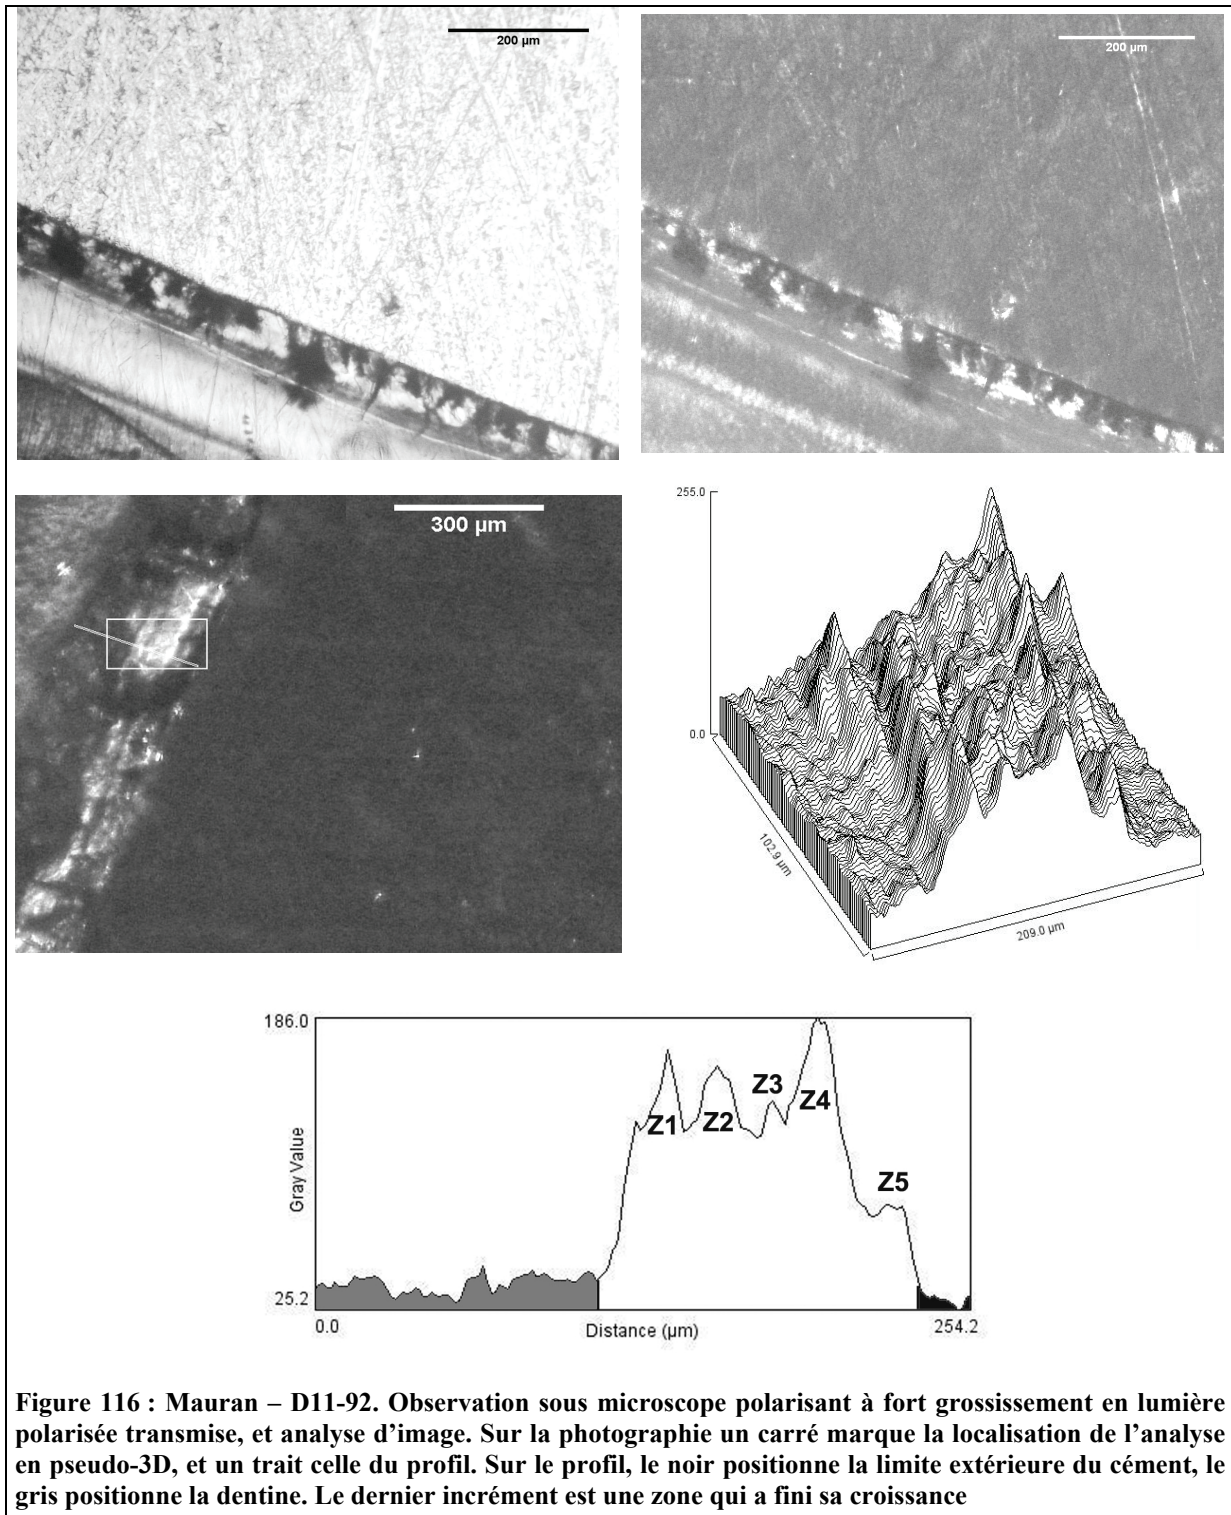 200 µm
200 µm
300 µm
255.0
0.0
102.9 µm
209.0 µm
186.0
Z1
Z2
Z3
Z4
Z5
Gray Value
25.2
0.0
Distance (µm)
254.2
Figure 116 : Mauran – D11-92. Observation sous microscope polarisant à fort grossissement en lumière
polarisée transmise, et analyse d’image. Sur la photographie un carré marque la localisation de l’analyse
en pseudo-3D, et un trait celle du profil. Sur le profil, le noir positionne la limite extérieure du cément, le
gris positionne la dentine. Le dernier incrément est une zone qui a fini sa croissance